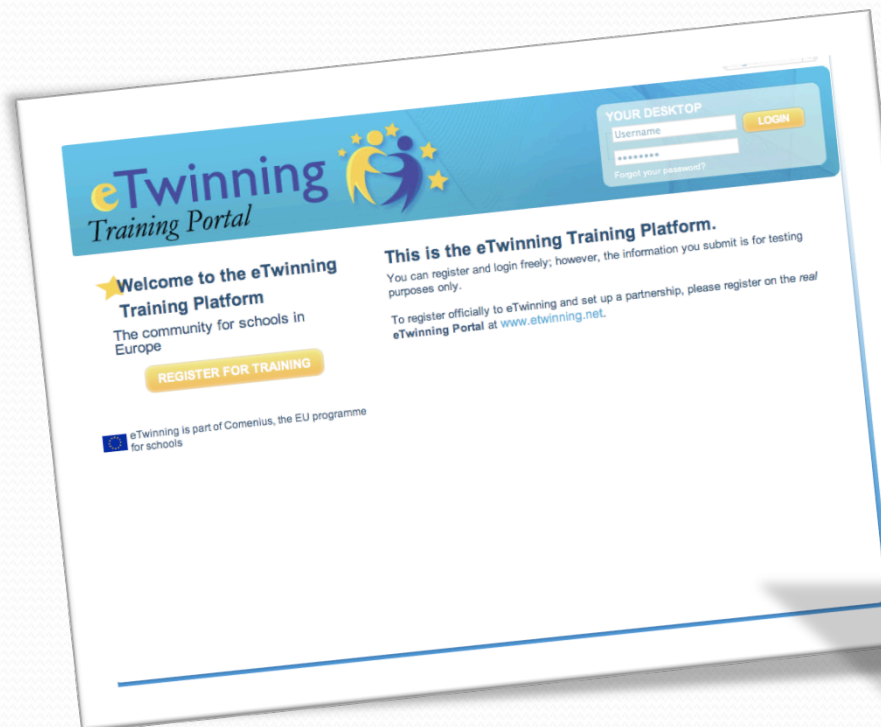 eTwinning
Training Portal
YOUR DESKTOP
Username
********
LOGIN
Forgot your password?
Welcome to the eTwinning
Training Platform
The community for schools in
Europe
REGISTER FOR TRAINING
eTwinning is part of Comenius, the EU programme
for schools
This is the eTwinning Training Platform.
You can register and login freely; however, the information you submit is for testing
purposes only.
To register officially to eTwinning and set up a partnership, please register on the real
eTwinning Portal at www.etwinning.net.